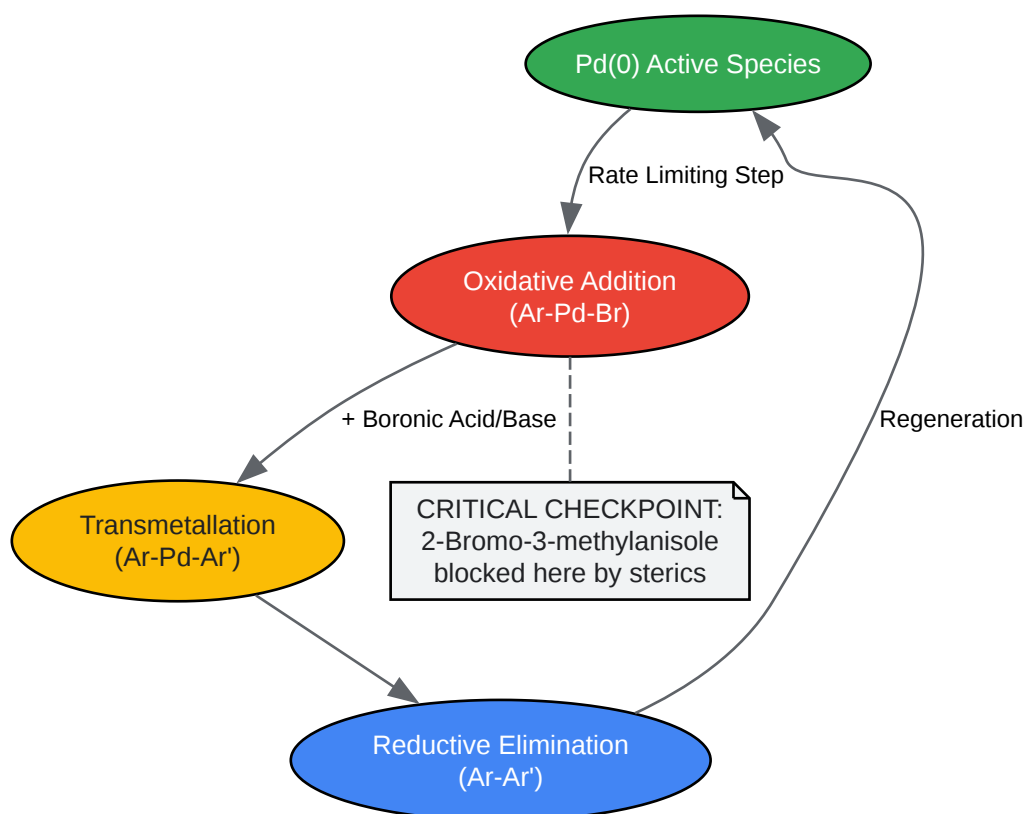 Pd(0) Active Species
Rate Limiting Step
Oxidative Addition
(Ar-Pd-Br)
+ Boronic Acid/Base
Regeneration
CRITICAL CHECKPOINT:
2-Bromo-3-methylanisole
blocked here by sterics
Transmetallation
(Ar-Pd-Ar')
Reductive Elimination
(Ar-Ar')